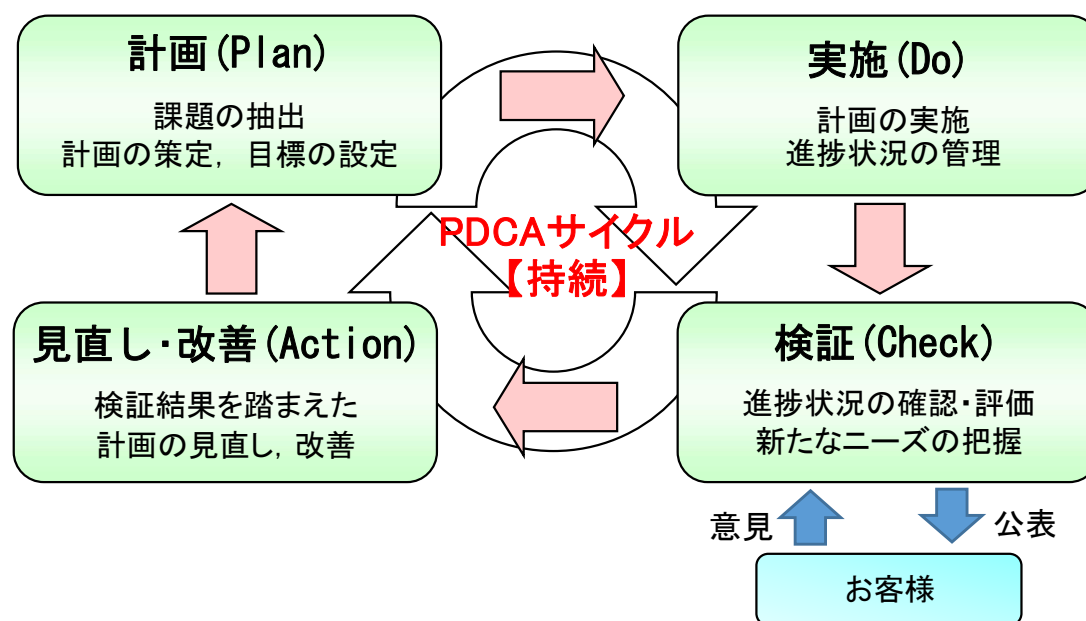 計画(Plan)
課題の抽出
計画の策定，目標の設定
実施(Do)
計画の実施
進捗状況の管理
PDCAサイクル
【持続】
見直し･改善(Action)
検証結果を踏まえた
計画の見直し，改善
検証(Check)
進捗状況の確認･評価
新たなニーズの把握
意見
公表
お客様